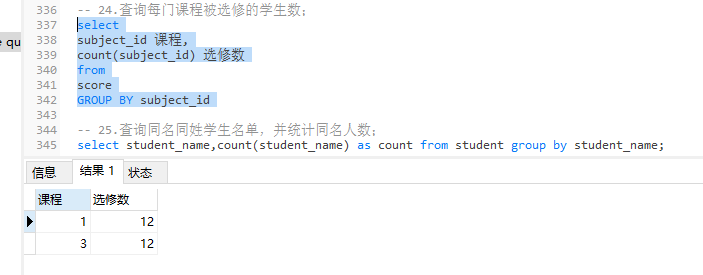 336 -- 24.查询每门课程被选修的学生数;
e qu 337 select
338 subject_id 课程,
339 count(subject_id) 选修数
340 from
341 score
342 GROUP BY subject_id
343
344 -- 25.查询同名同姓学生名单，并统计同名人数;
345 select student_name,count(student_name) as count from student group by student_name;
信息 结果 1 状态
课程 选修数
1 12
3 12